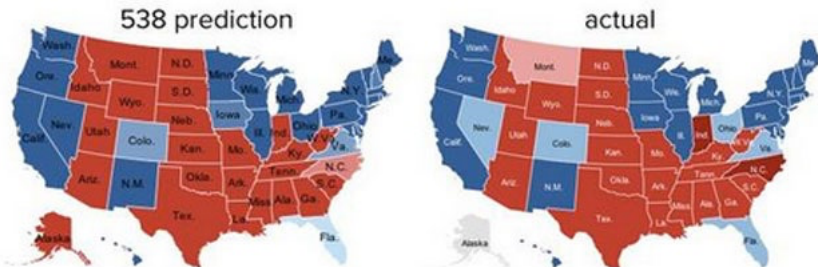 538 prediction
actual
Wash.
Ore.
Calif.
Nev.
Idaho
Mont.
Wyo.
Utah
Colo.
Ariz.
N.M.
N.D.
S.D.
Neb.
Kan.
Okla.
Tex.
Minn
Iowa
Mo.
Ark.
La.
Wis.
Ill.
Mich.
Ind.
Ohio
Ky.
Tenn.
Miss
Ala.
Ga.
Fla.
S.C.
N.C.
Va.
W.Va
Pa.
N.Y.
Me.
Alaska
Wash.
Ore.
Calif.
Nev.
Idaho
Mont.
Wyo.
Utah
Colo.
Ariz.
N.M.
N.D.
S.D.
Neb.
Kan.
Okla.
Tex.
Minn.
Iowa
Mo.
Ark.
La.
Wis.
Ill.
Mich.
Ind.
Ohio
Ky.
Tenn.
Miss.
Ala.
Ga.
Fla.
S.C.
N.C.
Va.
Pa.
N.Y.
Me.
Alaska